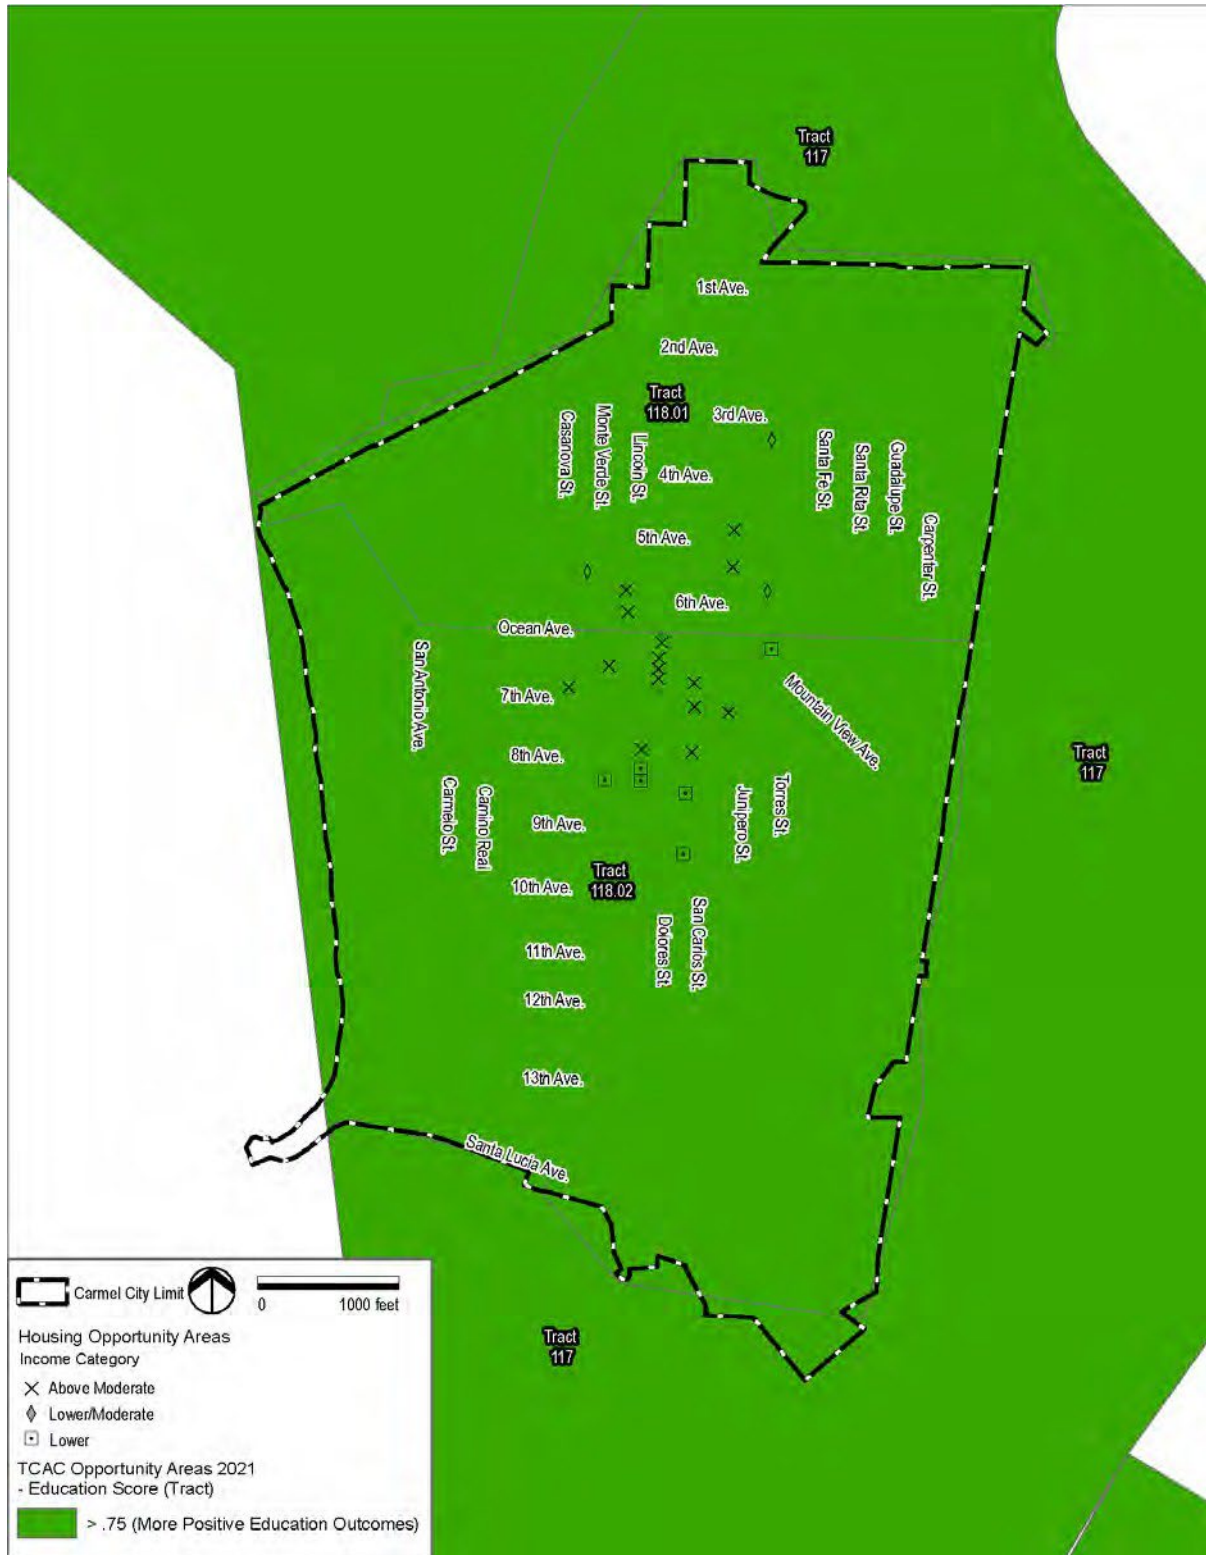 Tract
117
1st Ave.
2nd Ave.
Tract
118.01
3rd Ave.
Casanova St.
Monte Verde St.
Lincoln St.
4th Ave.
Santa Fe St.
Santa Rita St.
Guadalupe St.
Carpenter St.
5th Ave.
6th Ave.
Ocean Ave.
San Antonio Ave.
7th Ave.
Mountain View Ave.
8th Ave.
Tract
117
Carmelo St.
Camino Real
9th Ave.
Junipero St.
Torres St.
Tract
118.02
10th Ave.
Dolores St.
San Carlos St.
11th Ave.
12th Ave.
13th Ave.
Santa Lucia Ave.
Tract
117
Carmel City Limit
0 1000 feet
Housing Opportunity Areas
Income Category
Above Moderate
Lower/Moderate
Lower
TCAC Opportunity Areas 2021
- Education Score (Tract)
> .75 (More Positive Education Outcomes)